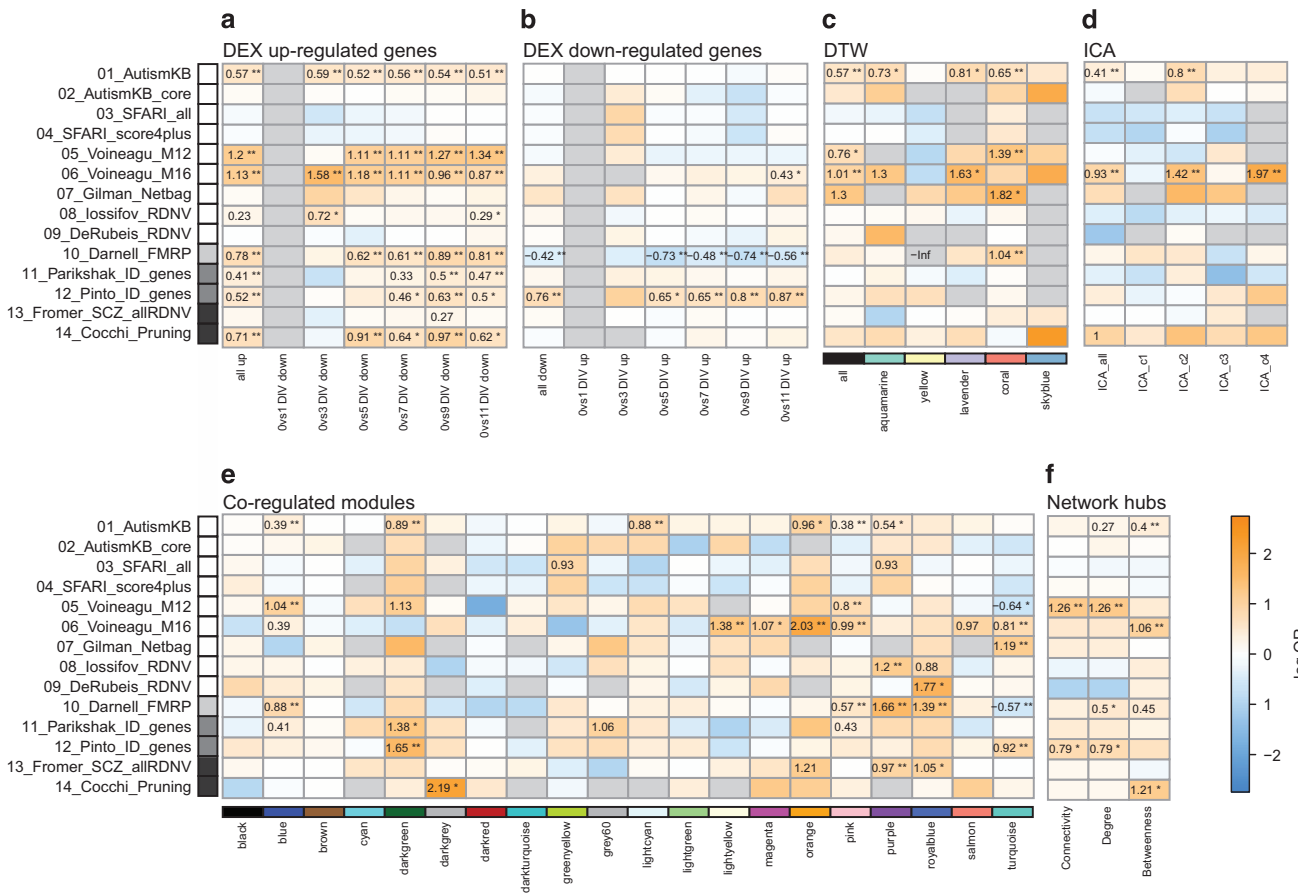 a b c d
DEX up-regulated genes DEX down-regulated genes DTW ICA
01_AutismKB 0.57 ** 0.59 ** 0.52 ** 0.56 ** 0.54 ** 0.51 ** 0.57 ** 0.73 * 0.81 * 0.65 ** 0.41 ** 0.8 **
02_AutismKB_core
03_SFARI_all
04_SFARI_score4plus
05_Voineagu_M12 1.2 ** 1.11 ** 1.11 ** 1.27 ** 1.34 ** 0.76 * 1.39 **
06_Voineagu_M16 1.13 ** 1.58 ** 1.18 ** 1.11 ** 0.96 ** 0.87 ** 0.43 * 1.01 ** 1.3 1.63 * 0.93 ** 1.42 ** 1.97 **
07_Gilman_Netbag 1.3 1.82 *
08_Iossifov_RDNV 0.23 0.72 * 0.29 *
09_DeRubeis_RDNV
10_Darnell_FMRP 0.78 ** 0.62 ** 0.61 ** 0.89 ** 0.81 ** −0.42 ** −0.73 ** −0.48 ** −0.74 ** −0.56 ** −Inf 1.04 **
11_Parikshak_ID_genes 0.41 ** 0.33 0.5 ** 0.47 **
12_Pinto_ID_genes 0.52 ** 0.46 * 0.63 ** 0.5 * 0.76 ** 0.65 * 0.65 ** 0.8 ** 0.87 **
13_Fromer_SCZ_allRDNV 0.27
14_Cocchi_Pruning 0.71 ** 0.91 ** 0.64 * 0.97 ** 0.62 * 1
all up 0vs1 DIV down 0vs3 DIV down 0vs5 DIV down 0vs7 DIV down 0vs9 DIV down 0vs11 DIV down all down 0vs1 DIV up 0vs3 DIV up 0vs5 DIV up 0vs7 DIV up 0vs9 DIV up 0vs11 DIV up all aquamarine yellow lavender coral skyblue ICA_all ICA_c1 ICA_c2 ICA_c3 ICA_c4
e f
Co-regulated modules Network hubs
01_AutismKB 0.39 ** 0.89 ** 0.88 ** 0.96 * 0.38 ** 0.54 * 0.27 0.4 **
02_AutismKB_core
03_SFARI_all 0.93 0.93
04_SFARI_score4plus
05_Voineagu_M12 1.04 ** 1.13 0.8 ** −0.64 * 1.26 ** 1.26 **
06_Voineagu_M16 0.39 1.38 ** 1.07 * 2.03 ** 0.99 ** 0.97 0.81 ** 1.06 **
07_Gilman_Netbag 1.19 **
08_Iossifov_RDNV 1.2 ** 0.88
09_DeRubeis_RDNV 1.77 *
10_Darnell_FMRP 0.88 ** 0.57 ** 1.66 ** 1.39 ** −0.57 ** 0.5 * 0.45
11_Parikshak_ID_genes 0.41 1.38 * 1.06 0.43
12_Pinto_ID_genes 1.65 ** 0.92 ** 0.79 * 0.79 *
13_Fromer_SCZ_allRDNV 1.21 0.97 ** 1.05 *
14_Cocchi_Pruning 2.19 * 1.21 *
black blue brown cyan darkgreen darkgrey darkred darkturquoise greenyellow grey60 lightcyan lightgreen lightyellow magenta orange pink purple royalblue salmon turquoise Connectivity Degree Betweenness
2
1
0
1
−2